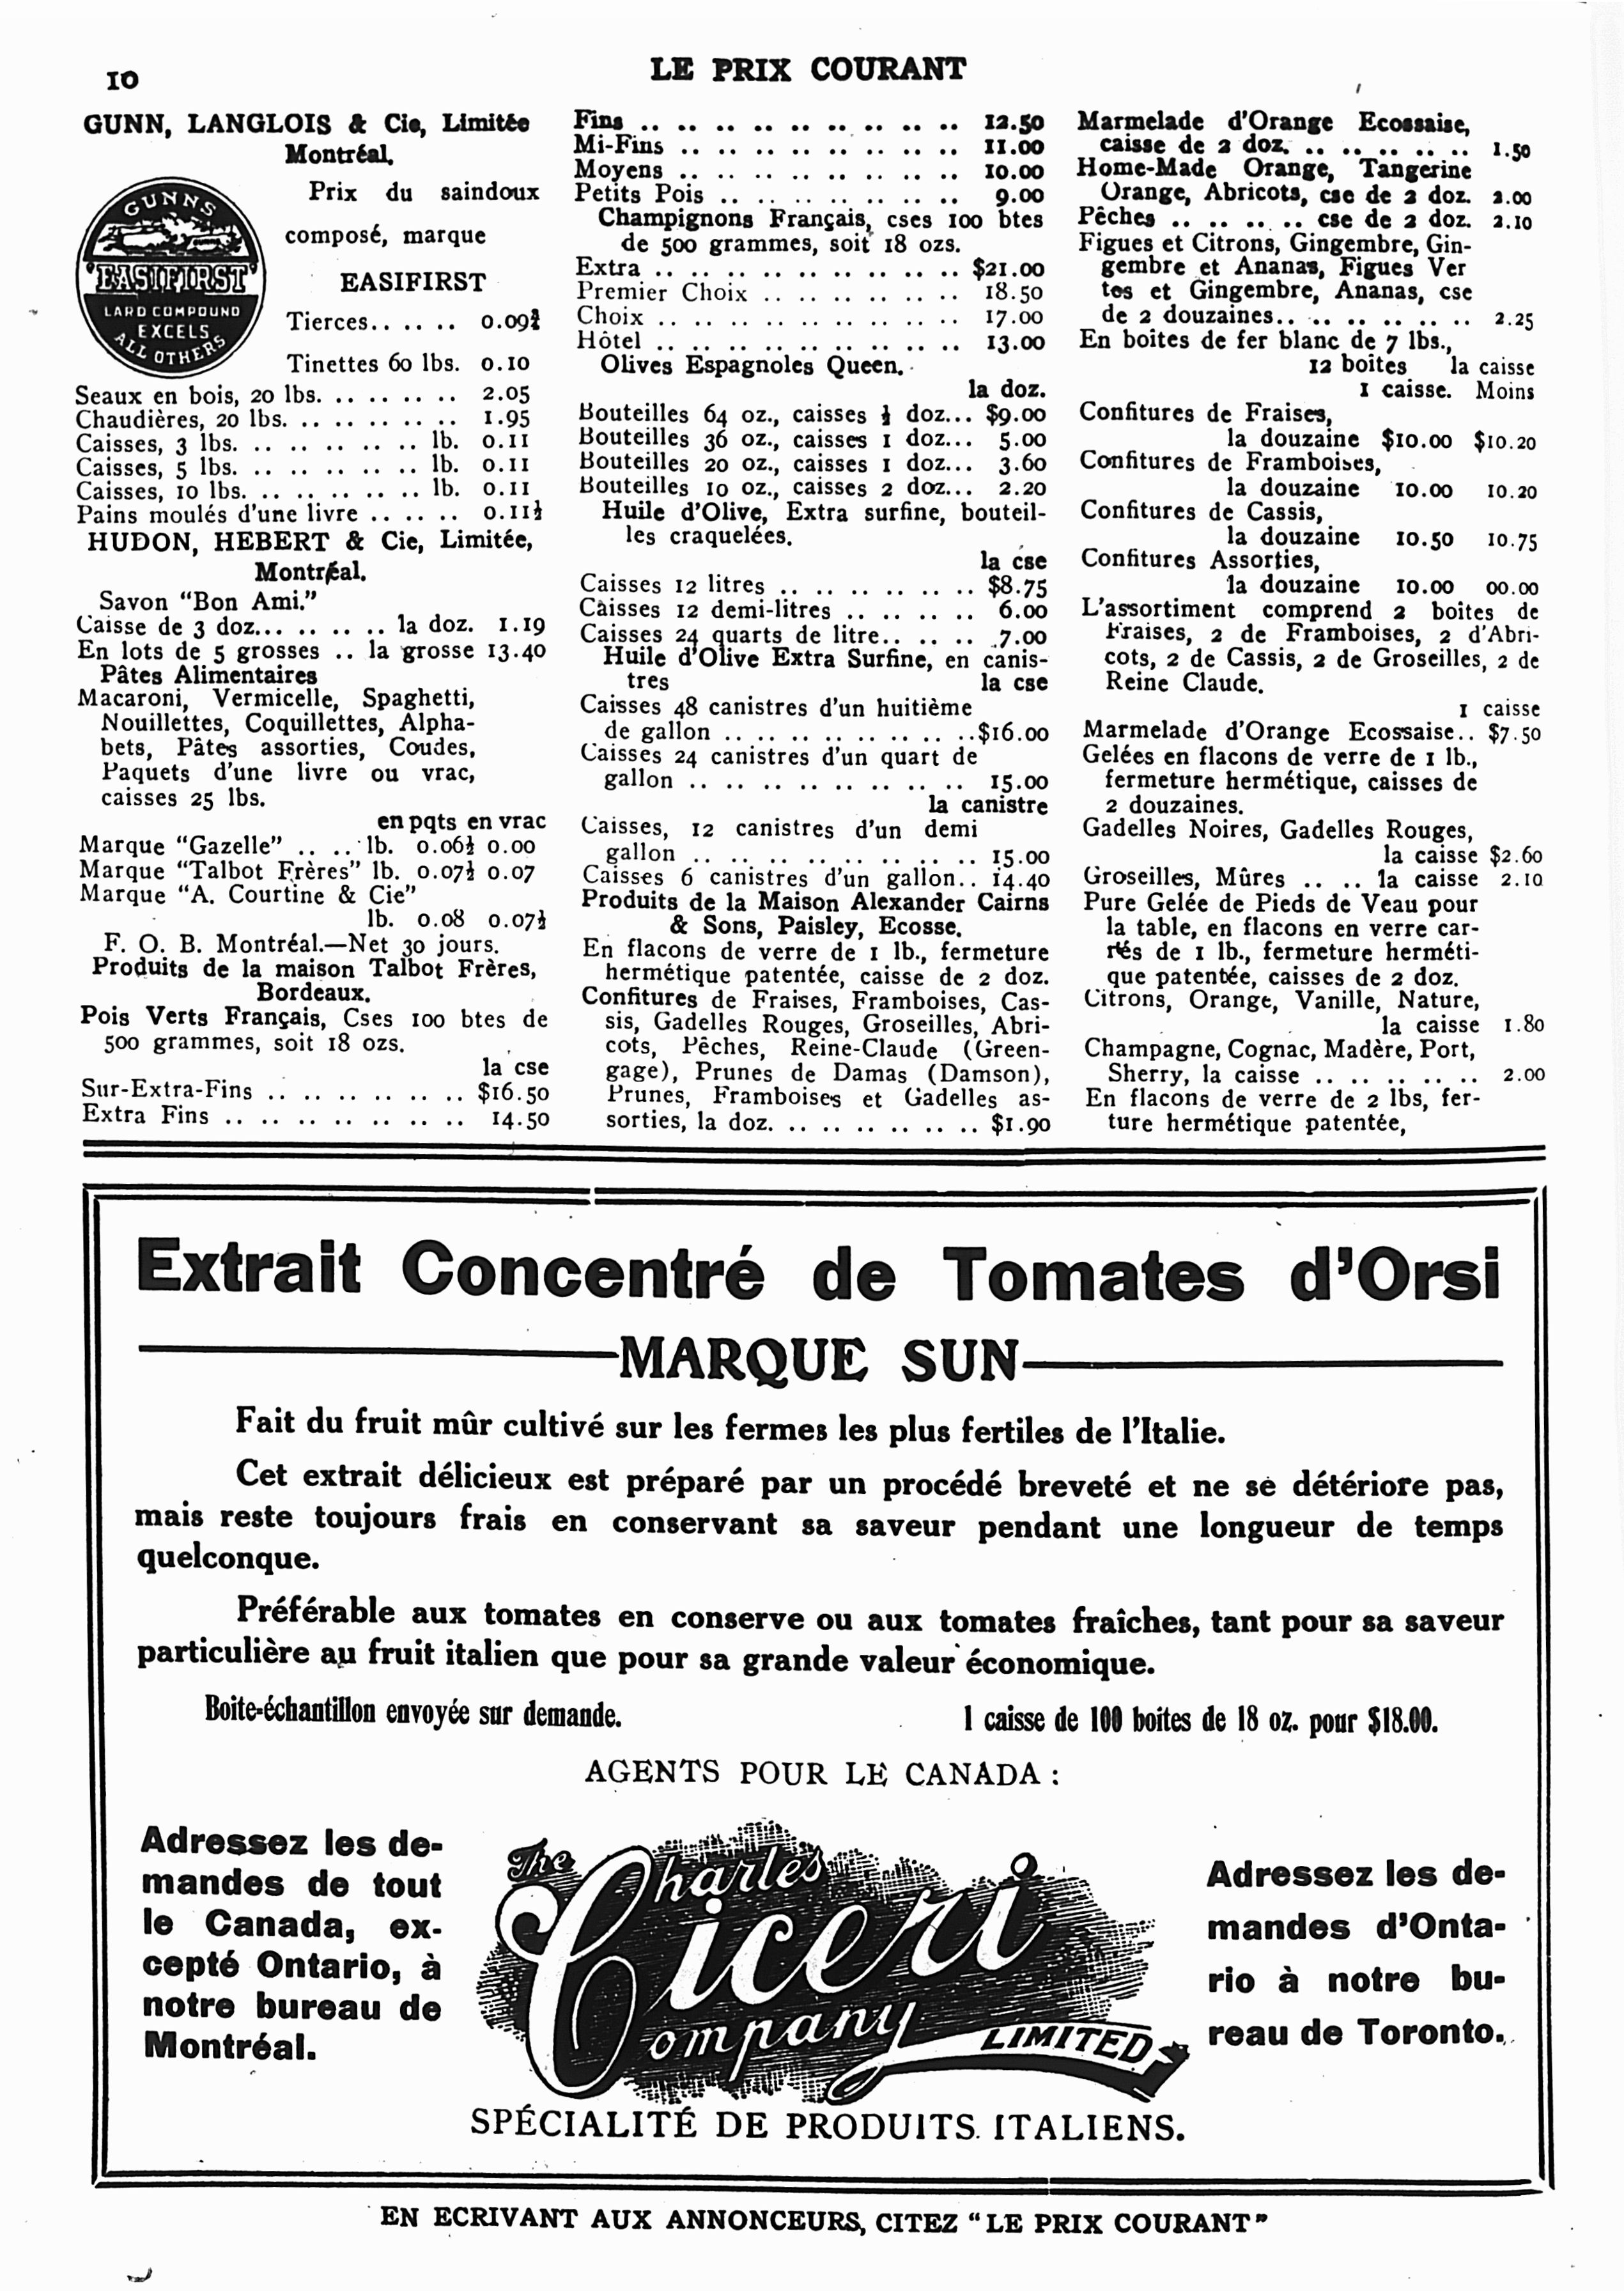 10
LE PRIX COURANT
GUNN, LANGLOIS & Cie, Limitée
Montréal.
GUNNS
"EASIFIRST"
LARD COMPOUND
EXCELS
ALL OTHERS
Prix du saindoux
composé, marque
EASIFIRST
Tierces.. .. .. 0.09¾
Tinettes 60 lbs. 0.10
Seaux en bois, 20 lbs. .. .. .. .. 2.05
Chaudières, 20 lbs. .. .. .. .. .. 1.95
Caisses, 3 lbs. .. .. .. .. .. lb. 0.11
Caisses, 5 lbs. .. .. .. .. .. lb. 0.11
Caisses, 10 lbs. .. .. .. .. .. lb. 0.11
Pains moulés d'une livre .. .. .. 0.11½
HUDON, HEBERT & Cie, Limitée,
Montréal.
Savon "Bon Ami."
Caisse de 3 doz... .. .. .. la doz. 1.19
En lots de 5 grosses .. la grosse 13.40
Pâtes Alimentaires
Macaroni, Vermicelle, Spaghetti,
Nouillettes, Coquillettes, Alpha-
bets, Pâtes assorties, Coudes,
Paquets d'une livre ou vrac,
caisses 25 lbs.
en pqts en vrac
Marque "Gazelle" .. .. lb. 0.06½ 0.00
Marque "Talbot Frères" lb. 0.07½ 0.07
Marque "A. Courtine & Cie"
lb. 0.08 0.07½
F. O. B. Montréal.—Net 30 jours.
Produits de la maison Talbot Frères,
Bordeaux.
Pois Verts Français, Cses 100 btes de
500 grammes, soit 18 ozs.
la cse
Sur-Extra-Fins .. .. .. .. .. .. $16.50
Extra Fins .. .. .. .. .. .. .. 14.50
Fins .. .. .. .. .. .. .. .. .. 12.50
Mi-Fins .. .. .. .. .. .. .. .. 11.00
Moyens .. .. .. .. .. .. .. .. 10.00
Petits Pois .. .. .. .. .. .. .. 9.00
Champignons Français, cses 100 btes
de 500 grammes, soit 18 ozs.
Extra .. .. .. .. .. .. .. .. .. $21.00
Premier Choix .. .. .. .. .. .. 18.50
Choix .. .. .. .. .. .. .. .. .. 17.00
Hôtel .. .. .. .. .. .. .. .. .. 13.00
Olives Espagnoles Queen.
la doz.
Bouteilles 64 oz., caisses ½ doz... $9.00
Bouteilles 36 oz., caisses 1 doz... 5.00
Bouteilles 20 oz., caisses 1 doz... 3.60
Bouteilles 10 oz., caisses 2 doz... 2.20
Huile d'Olive, Extra surfine, bouteil-
les craquelées.
la cse
Caisses 12 litres .. .. .. .. .. .. $8.75
Caisses 12 demi-litres .. .. .. .. 6.00
Caisses 24 quarts de litre.. .. .. 7.00
Huile d'Olive Extra Surfine, en canis-
tres la cse
Caisses 48 canistres d'un huitième
de gallon .. .. .. .. .. .. .. $16.00
Caisses 24 canistres d'un quart de
gallon .. .. .. .. .. .. .. .. 15.00
la canistre
Caisses, 12 canistres d'un demi
gallon .. .. .. .. .. .. .. .. 15.00
Caisses 6 canistres d'un gallon.. 14.40
Produits de la Maison Alexander Cairns
& Sons, Paisley, Ecosse.
En flacons de verre de 1 lb., fermeture
hermétique patentée, caisse de 2 doz.
Confitures de Fraises, Framboises, Cas-
sis, Gadelles Rouges, Groseilles, Abri-
cots, Pêches, Reine-Claude (Green-
gage), Prunes de Damas (Damson),
Prunes, Framboises et Gadelles as-
sorties, la doz. .. .. .. .. .. .. $1.90
Marmelade d'Orange Ecossaise,
caisse de 2 doz. .. .. .. .. .. 1.50
Home-Made Orange, Tangerine
Orange, Abricots, cse de 2 doz. 2.00
Pêches .. .. .. .. cse de 2 doz. 2.10
Figues et Citrons, Gingembre, Gin-
gembre et Ananas, Figues Ver
tes et Gingembre, Ananas, cse
de 2 douzaines.. .. .. .. .. .. 2.25
En boites de fer blanc de 7 lbs.,
12 boites la caisse
1 caisse. Moins
Confitures de Fraises,
la douzaine $10.00 $10.20
Confitures de Framboises,
la douzaine 10.00 10.20
Confitures de Cassis,
la douzaine 10.50 10.75
Confitures Assorties,
la douzaine 10.00 00.00
L'assortiment comprend 2 boites de
Fraises, 2 de Framboises, 2 d'Abri-
cots, 2 de Cassis, 2 de Groseilles, 2 de
Reine Claude.
1 caisse
Marmelade d'Orange Ecossaise.. $7.50
Gelées en flacons de verre de 1 lb.,
fermeture hermétique, caisses de
2 douzaines.
Gadelles Noires, Gadelles Rouges,
la caisse $2.60
Groseilles, Mûres .. .. la caisse 2.10
Pure Gelée de Pieds de Veau pour
la table, en flacons en verre car-
rés de 1 lb., fermeture herméti-
que patentée, caisses de 2 doz.
Citrons, Orange, Vanille, Nature,
la caisse 1.80
Champagne, Cognac, Madère, Port,
Sherry, la caisse .. .. .. .. .. 2.00
En flacons de verre de 2 lbs, fer-
ture hermétique patentée,
Extrait Concentré de Tomates d'Orsi
MARQUE SUN
Fait du fruit mûr cultivé sur les fermes les plus fertiles de l'Italie.
Cet extrait délicieux est préparé par un procédé breveté et ne se détériore pas,
mais reste toujours frais en conservant sa saveur pendant une longueur de temps
quelconque.
Préférable aux tomates en conserve ou aux tomates fraîches, tant pour sa saveur
particulière au fruit italien que pour sa grande valeur économique.
Boite-échantillon envoyée sur demande. 1 caisse de 100 boites de 18 oz. pour $18.00.
AGENTS POUR LE CANADA :
Adressez les de-
mandes de tout
le Canada, ex-
cepté Ontario, à
notre bureau de
Montréal.
The Charles
Ciceri
Company
LIMITED
Adressez les de-
mandes d'Onta-
rio à notre bu-
reau de Toronto.
SPÉCIALITÉ DE PRODUITS ITALIENS.
EN ECRIVANT AUX ANNONCEURS, CITEZ "LE PRIX COURANT"